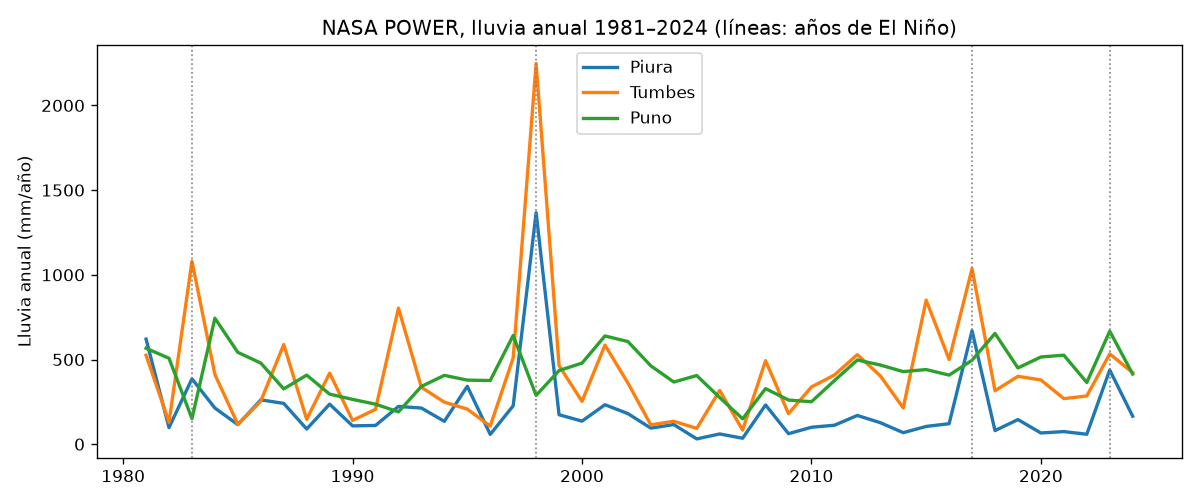 NASA POWER, lluvia anual 1981–2024 (líneas: años de El Niño)
Piura
Tumbes
Puno
Lluvia anual (mm/año)
2000
1500
1000
500
0
1980
1990
2000
2010
2020